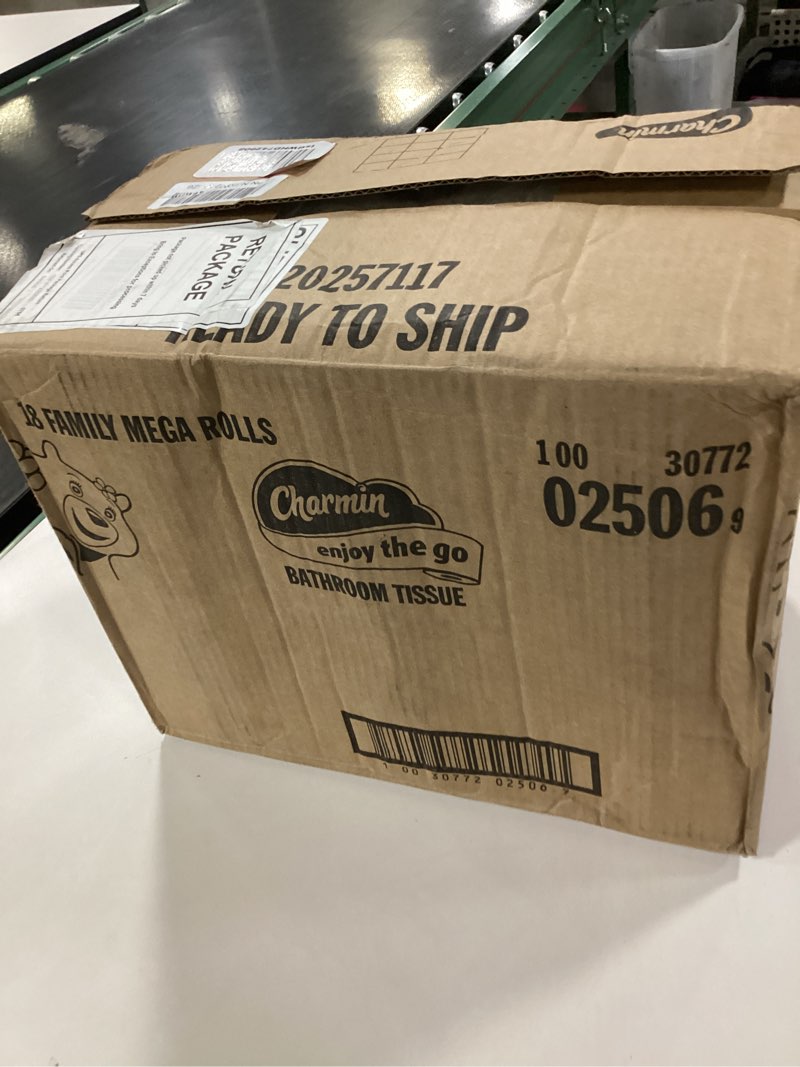 Charmin
RETURN
PACKAGE
20257117
READY TO SHIP
18 FAMILY MEGA ROLLS
100 30772
02506 9
Charmin
enjoy the go
BATHROOM TISSUE
1 00 30772 02506 9